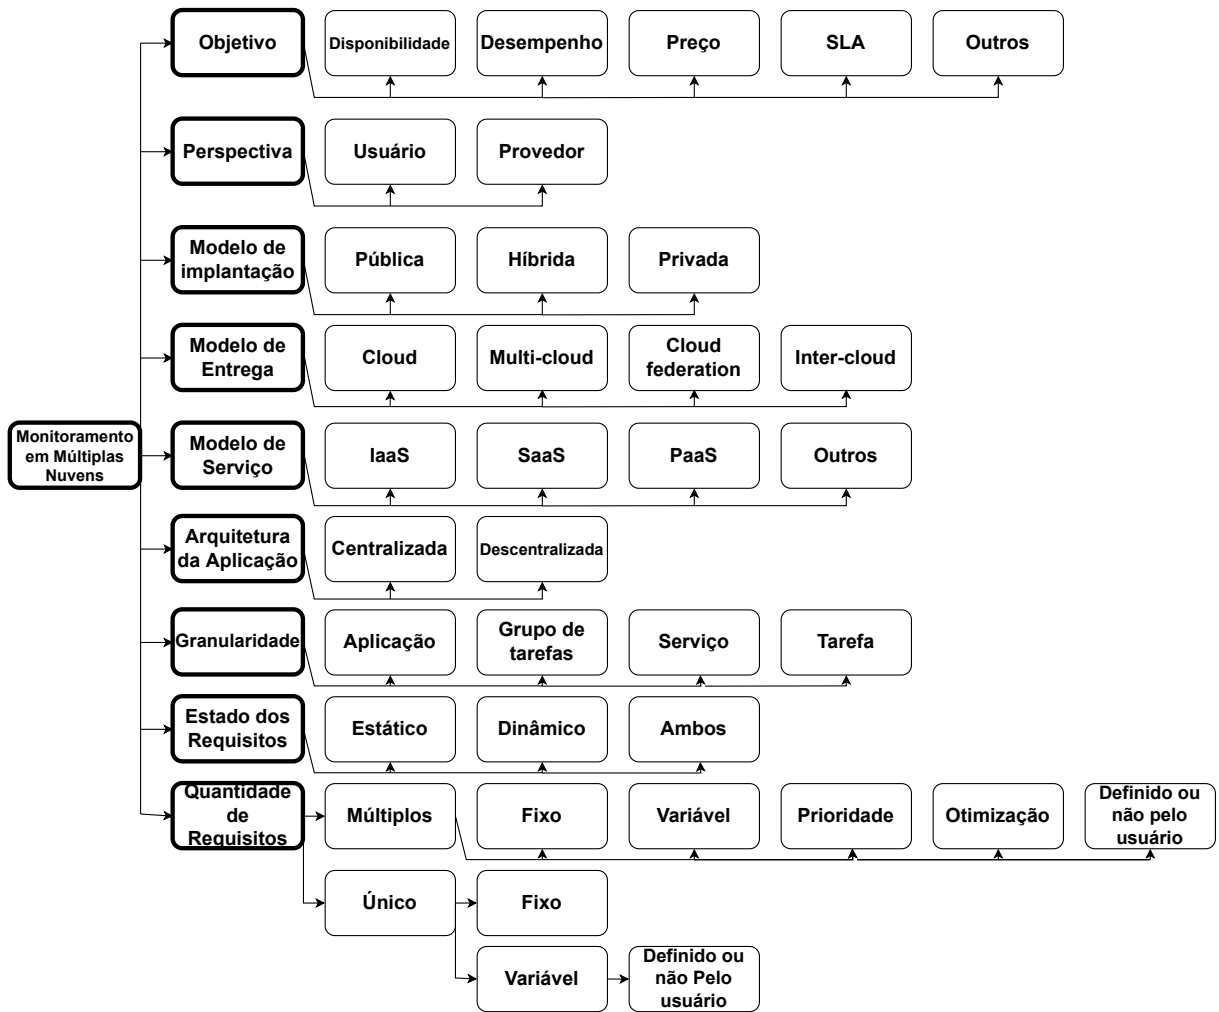 Objetivo
Disponibilidade
Desempenho
Preço
SLA
Outros
Perspectiva
Usuário
Provedor
Modelo de
implantação
Pública
Híbrida
Privada
Modelo de
Entrega
Cloud
Multi-cloud
Cloud
federation
Inter-cloud
Monitoramento
em Múltiplas
Nuvens
Modelo de
Serviço
IaaS
SaaS
PaaS
Outros
Arquitetura
da Aplicação
Centralizada
Descentralizada
Granularidade
Aplicação
Grupo de
tarefas
Serviço
Tarefa
Estado dos
Requisitos
Estático
Dinâmico
Ambos
Quantidade
de
Requisitos
Múltiplos
Fixo
Variável
Prioridade
Otimização
Definido ou
não pelo
usuário
Único
Fixo
Variável
Definido ou
não Pelo
usuário